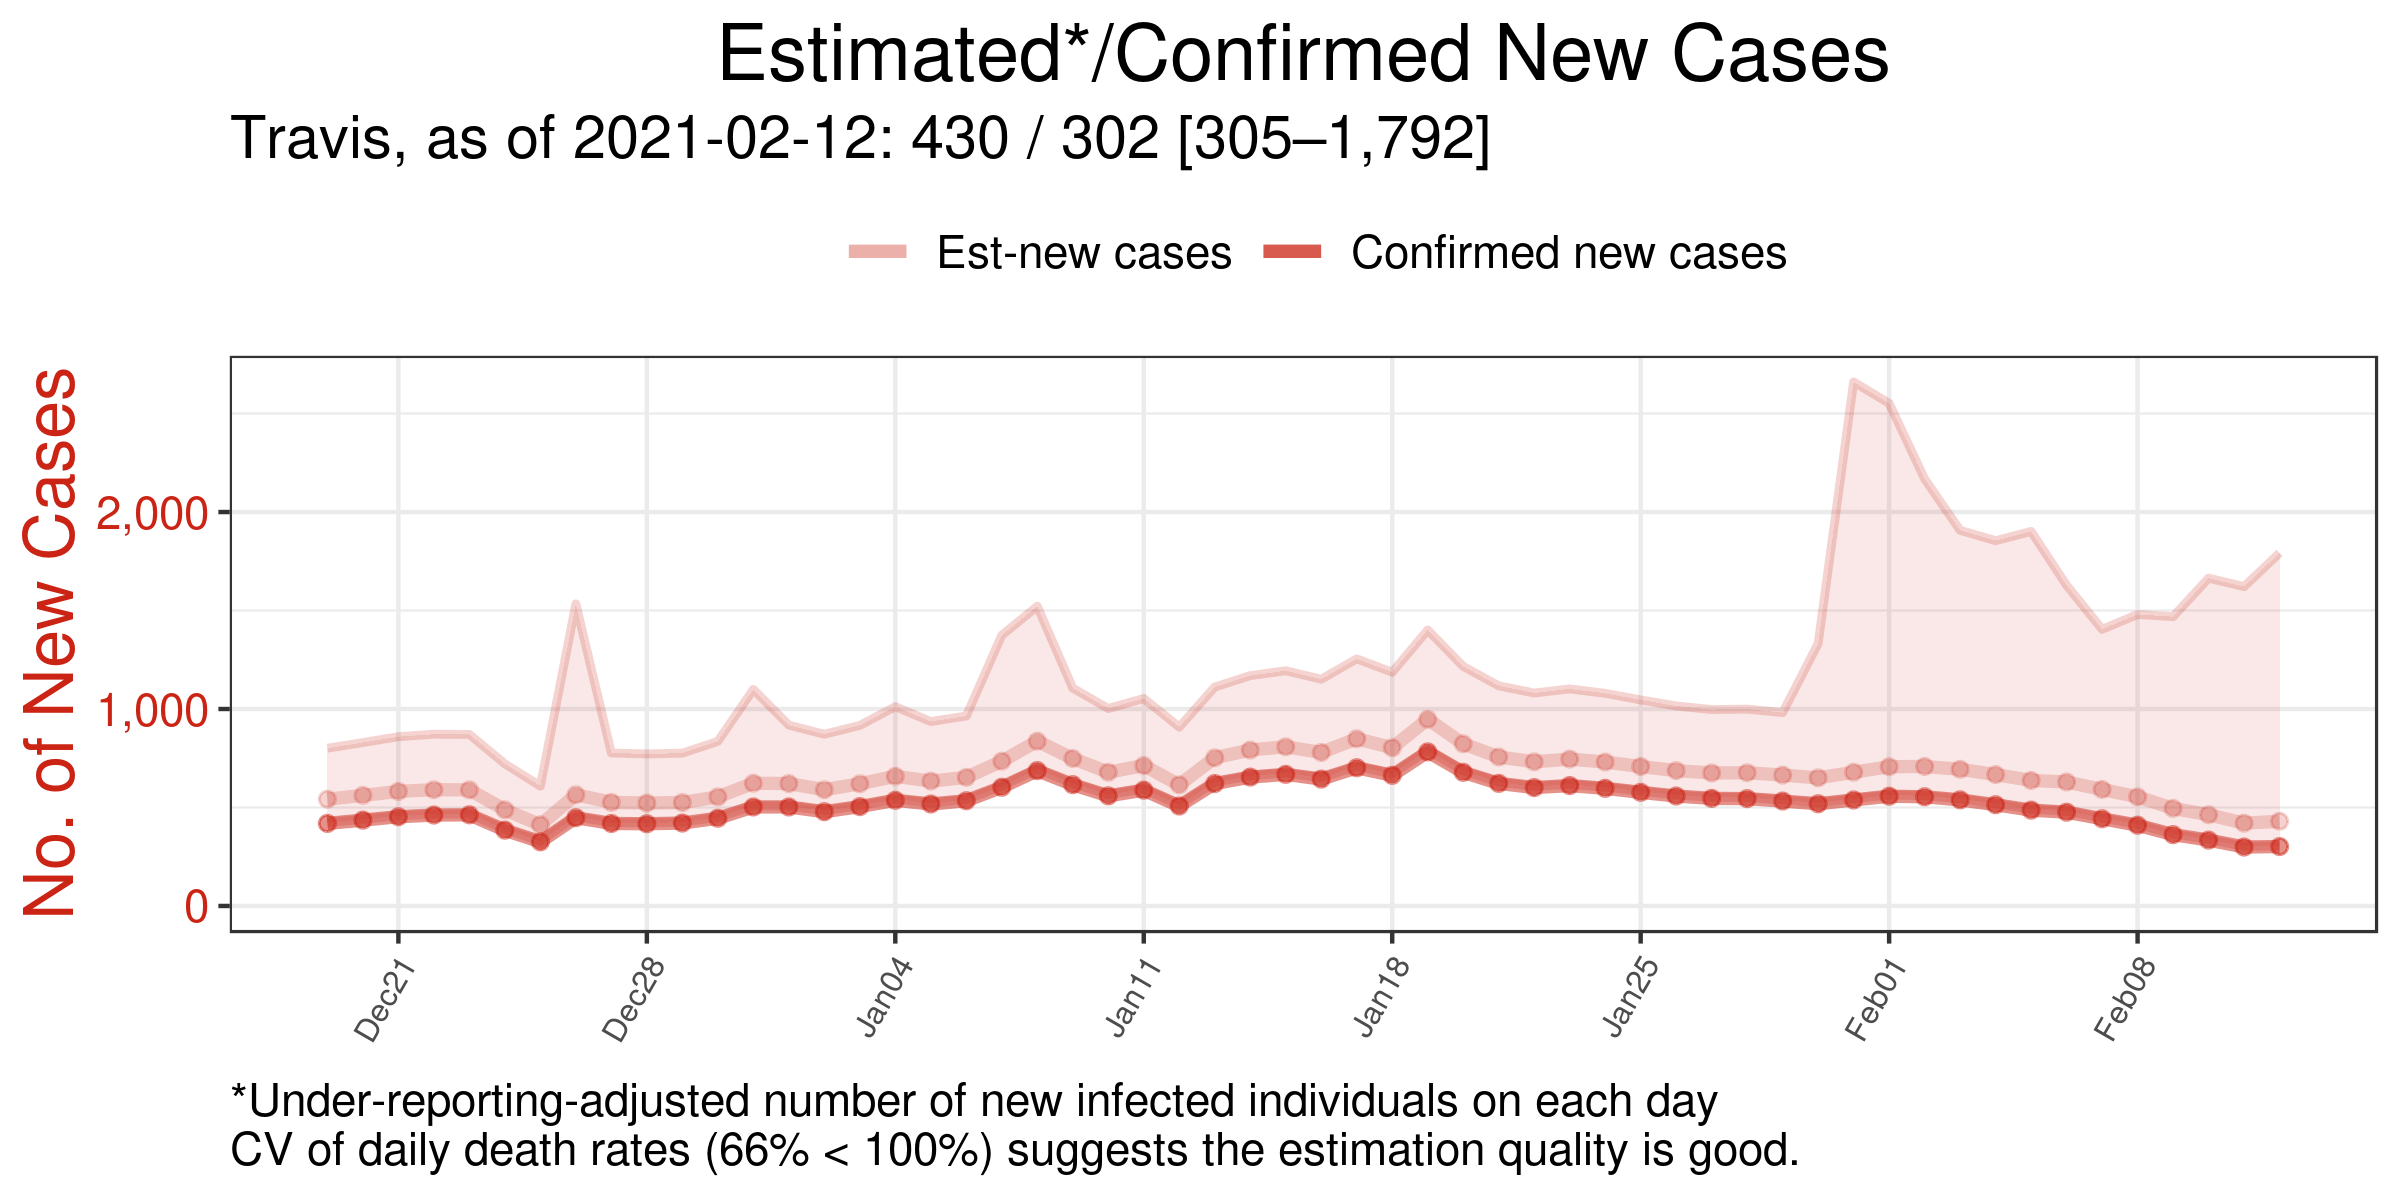 Estimated*/Confirmed New Cases
Travis, as of 2021-02-12: 430 / 302 [305–1,792]
Est-new cases
Confirmed new cases
No. of New Cases
2,000
1,000
0
Dec21
Dec28
Jan04
Jan11
Jan18
Jan25
Feb01
Feb08
*Under-reporting-adjusted number of new infected individuals on each day
CV of daily death rates (66% < 100%) suggests the estimation quality is good.